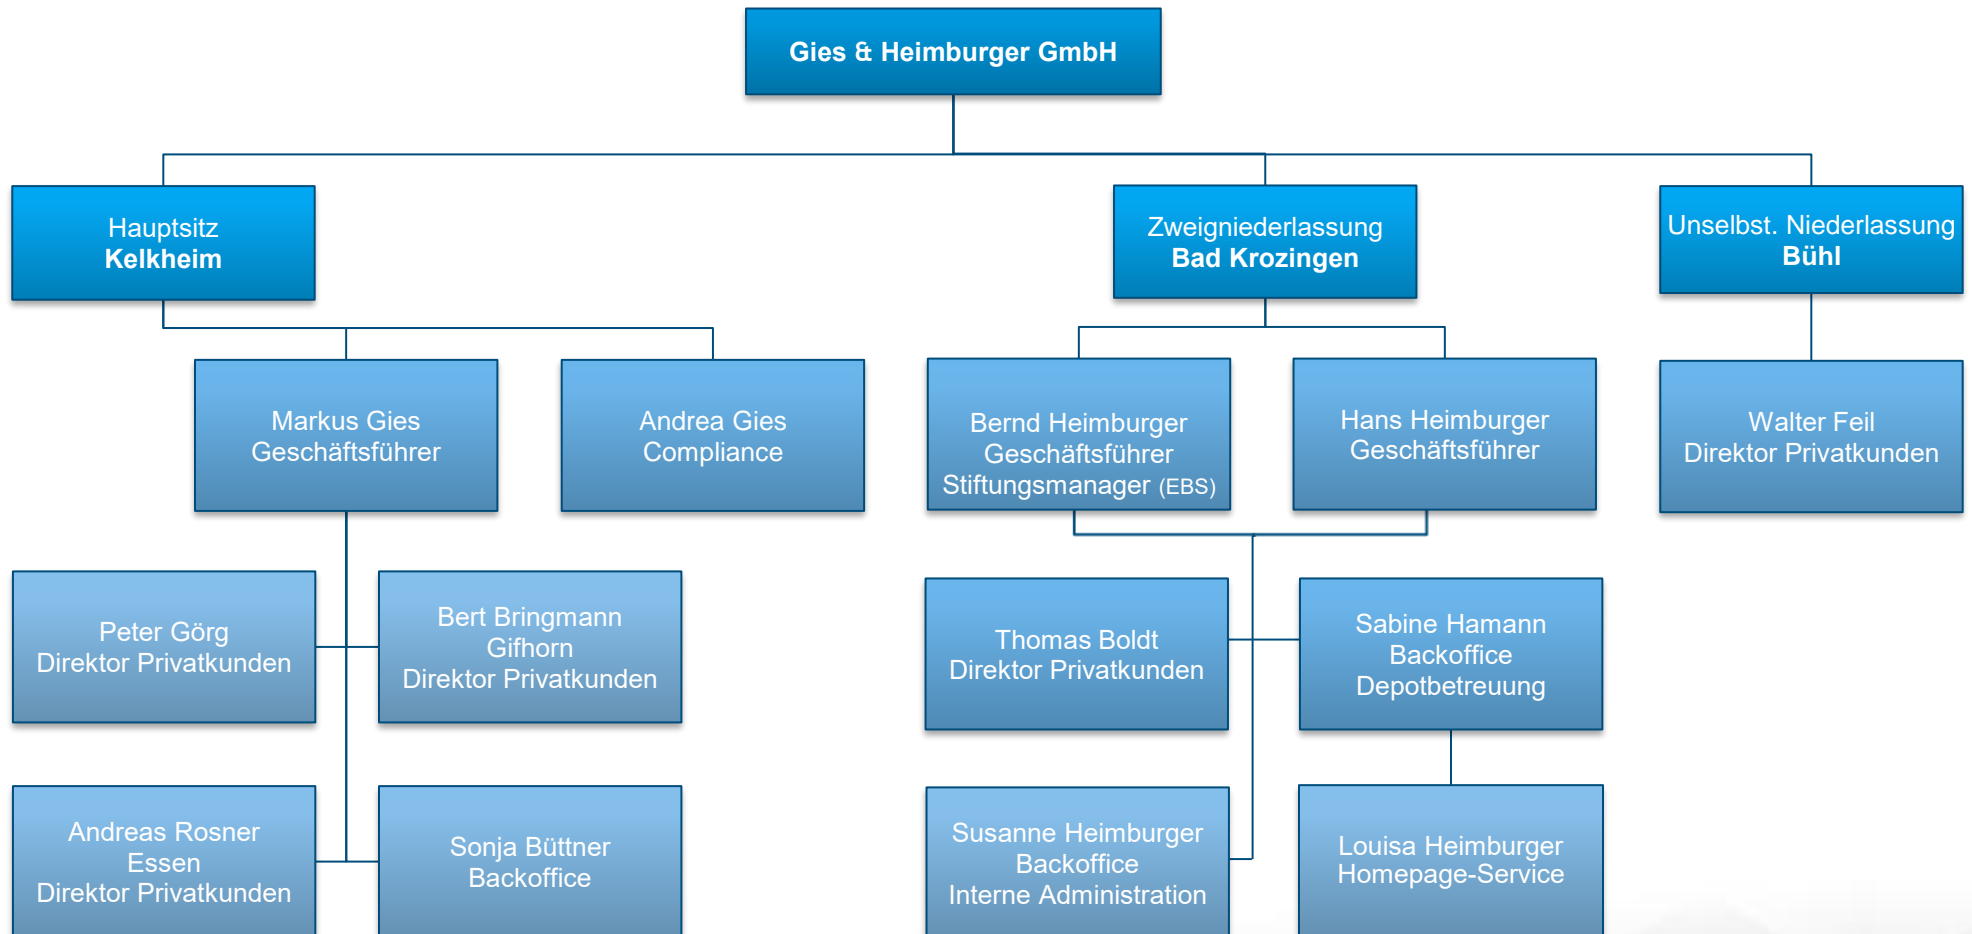 Gies & Heimburger GmbH
Hauptsitz
Kelkheim
Zweigniederlassung
Bad Krozingen
Unselbst. Niederlassung
Bühl
Markus Gies
Geschäftsführer
Andrea Gies
Compliance
Bernd Heimburger
Geschäftsführer
Stiftungsmanager (EBS)
Hans Heimburger
Geschäftsführer
Walter Feil
Direktor Privatkunden
Peter Görg
Direktor Privatkunden
Bert Bringmann
Gifhorn
Direktor Privatkunden
Thomas Boldt
Direktor Privatkunden
Sabine Hamann
Backoffice
Depotbetreuung
Andreas Rosner
Essen
Direktor Privatkunden
Sonja Büttner
Backoffice
Susanne Heimburger
Backoffice
Interne Administration
Louisa Heimburger
Homepage-Service